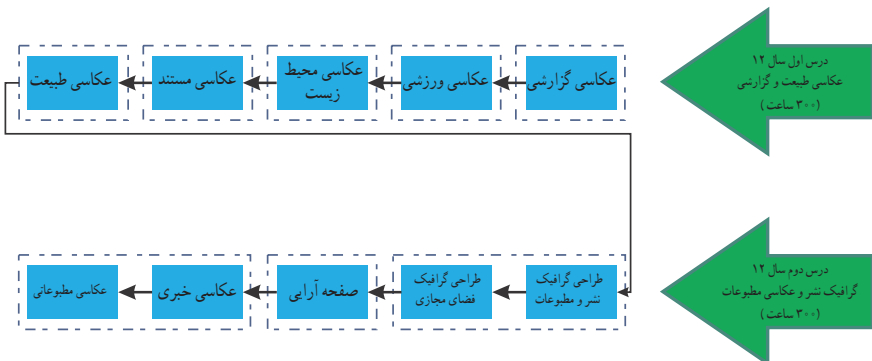 درس اول سال ۱۲
عکاسی طبیعت و گزارشی
(۳۰۰ ساعت)
عکاسی گزارشی
عکاسی ورزشی
عکاسی محیط
زیست
عکاسی مستند
عکاسی طبیعت
درس دوم سال ۱۲
گرافیک نشر و عکاسی مطبوعات
(۳۰۰ ساعت)
طراحی گرافیک
نشر و مطبوعات
طراحی گرافیک
فضای مجازی
صفحه آرایی
عکاسی خبری
عکاسی مطبوعاتی